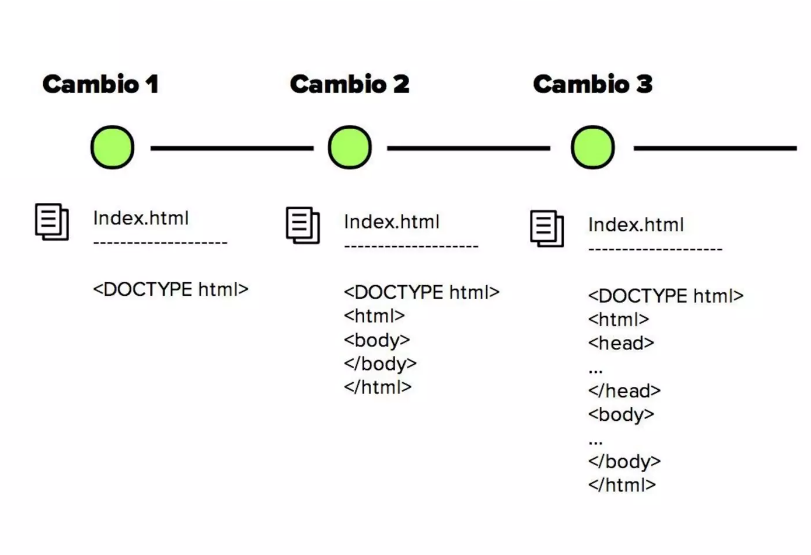 Cambio 1
Index.html
--------------------
<DOCTYPE html>
Cambio 2
Index.html
--------------------
<DOCTYPE html>
<html>
<body>
</body>
</html>
Cambio 3
Index.html
--------------------
<DOCTYPE html>
<html>
<head>
...
</head>
<body>
...
</body>
</html>